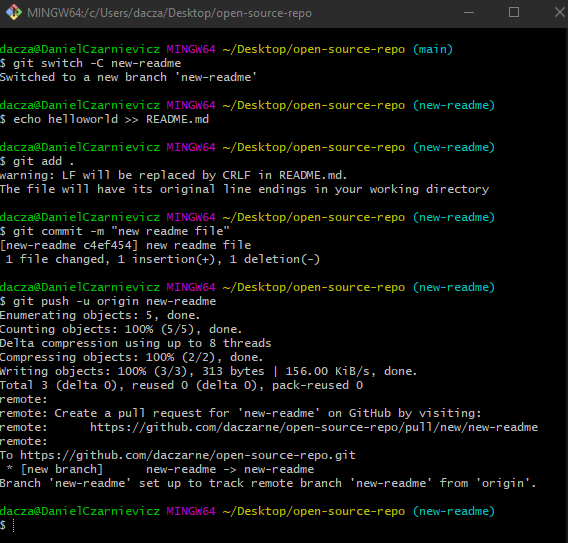 MINGW64:/c/Users/dacza/Desktop/open-source-repo
dacza@DanielCzarnievicz MINGW64 ~/Desktop/open-source-repo (main)
$ git switch -C new-readme
Switched to a new branch 'new-readme'
dacza@DanielCzarnievicz MINGW64 ~/Desktop/open-source-repo (new-readme)
$ echo helloworld >> README.md
dacza@DanielCzarnievicz MINGW64 ~/Desktop/open-source-repo (new-readme)
$ git add .
warning: LF will be replaced by CRLF in README.md.
The file will have its original line endings in your working directory
dacza@DanielCzarnievicz MINGW64 ~/Desktop/open-source-repo (new-readme)
$ git commit -m "new readme file"
[new-readme c4ef454] new readme file
 1 file changed, 1 insertion(+), 1 deletion(-)
dacza@DanielCzarnievicz MINGW64 ~/Desktop/open-source-repo (new-readme)
$ git push -u origin new-readme
Enumerating objects: 5, done.
Counting objects: 100% (5/5), done.
Delta compression using up to 8 threads
Compressing objects: 100% (2/2), done.
Writing objects: 100% (3/3), 313 bytes | 156.00 KiB/s, done.
Total 3 (delta 0), reused 0 (delta 0), pack-reused 0
remote:
remote: Create a pull request for 'new-readme' on GitHub by visiting:
remote:      https://github.com/daczarne/open-source-repo/pull/new/new-readme
remote:
To https://github.com/daczarne/open-source-repo.git
 * [new branch]      new-readme -> new-readme
Branch 'new-readme' set up to track remote branch 'new-readme' from 'origin'.
dacza@DanielCzarnievicz MINGW64 ~/Desktop/open-source-repo (new-readme)
$